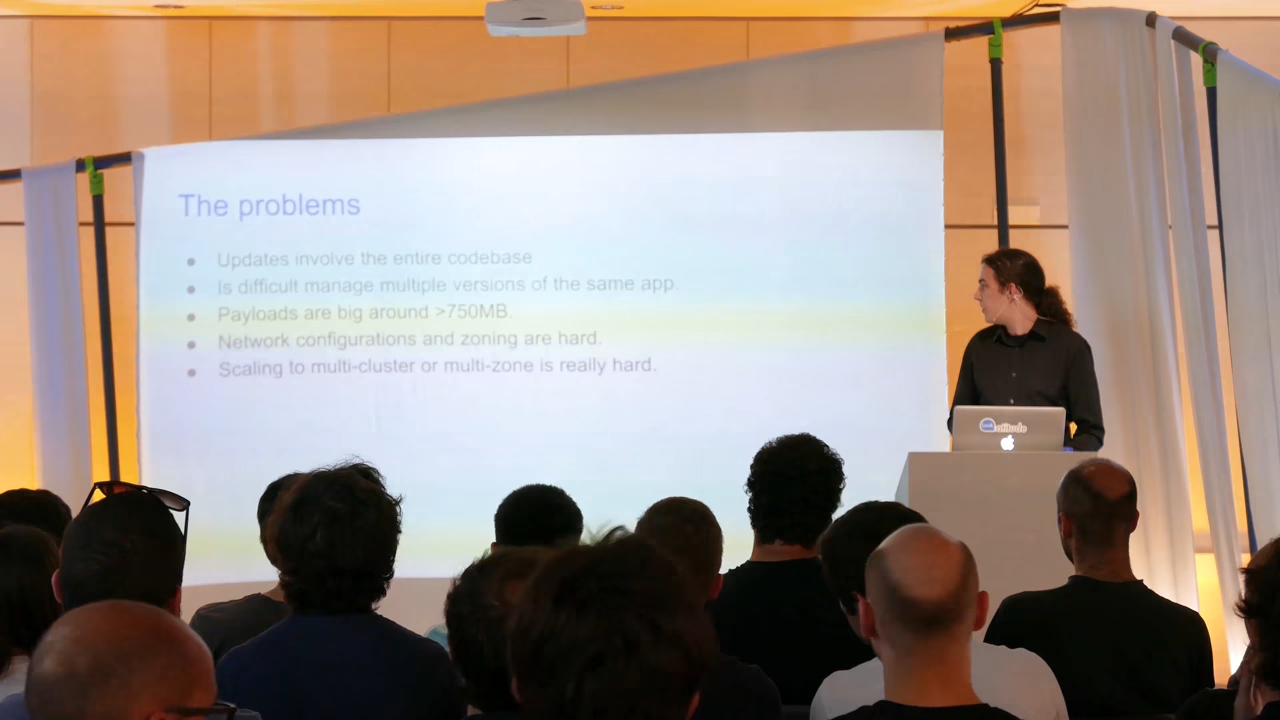 The problems
● Updates involve the entire codebase
● Is difficult manage multiple versions of the same app.
● Payloads are big around >750MB.
● Network configurations and zoning are hard.
● Scaling to multi-cluster or multi-zone is really hard.